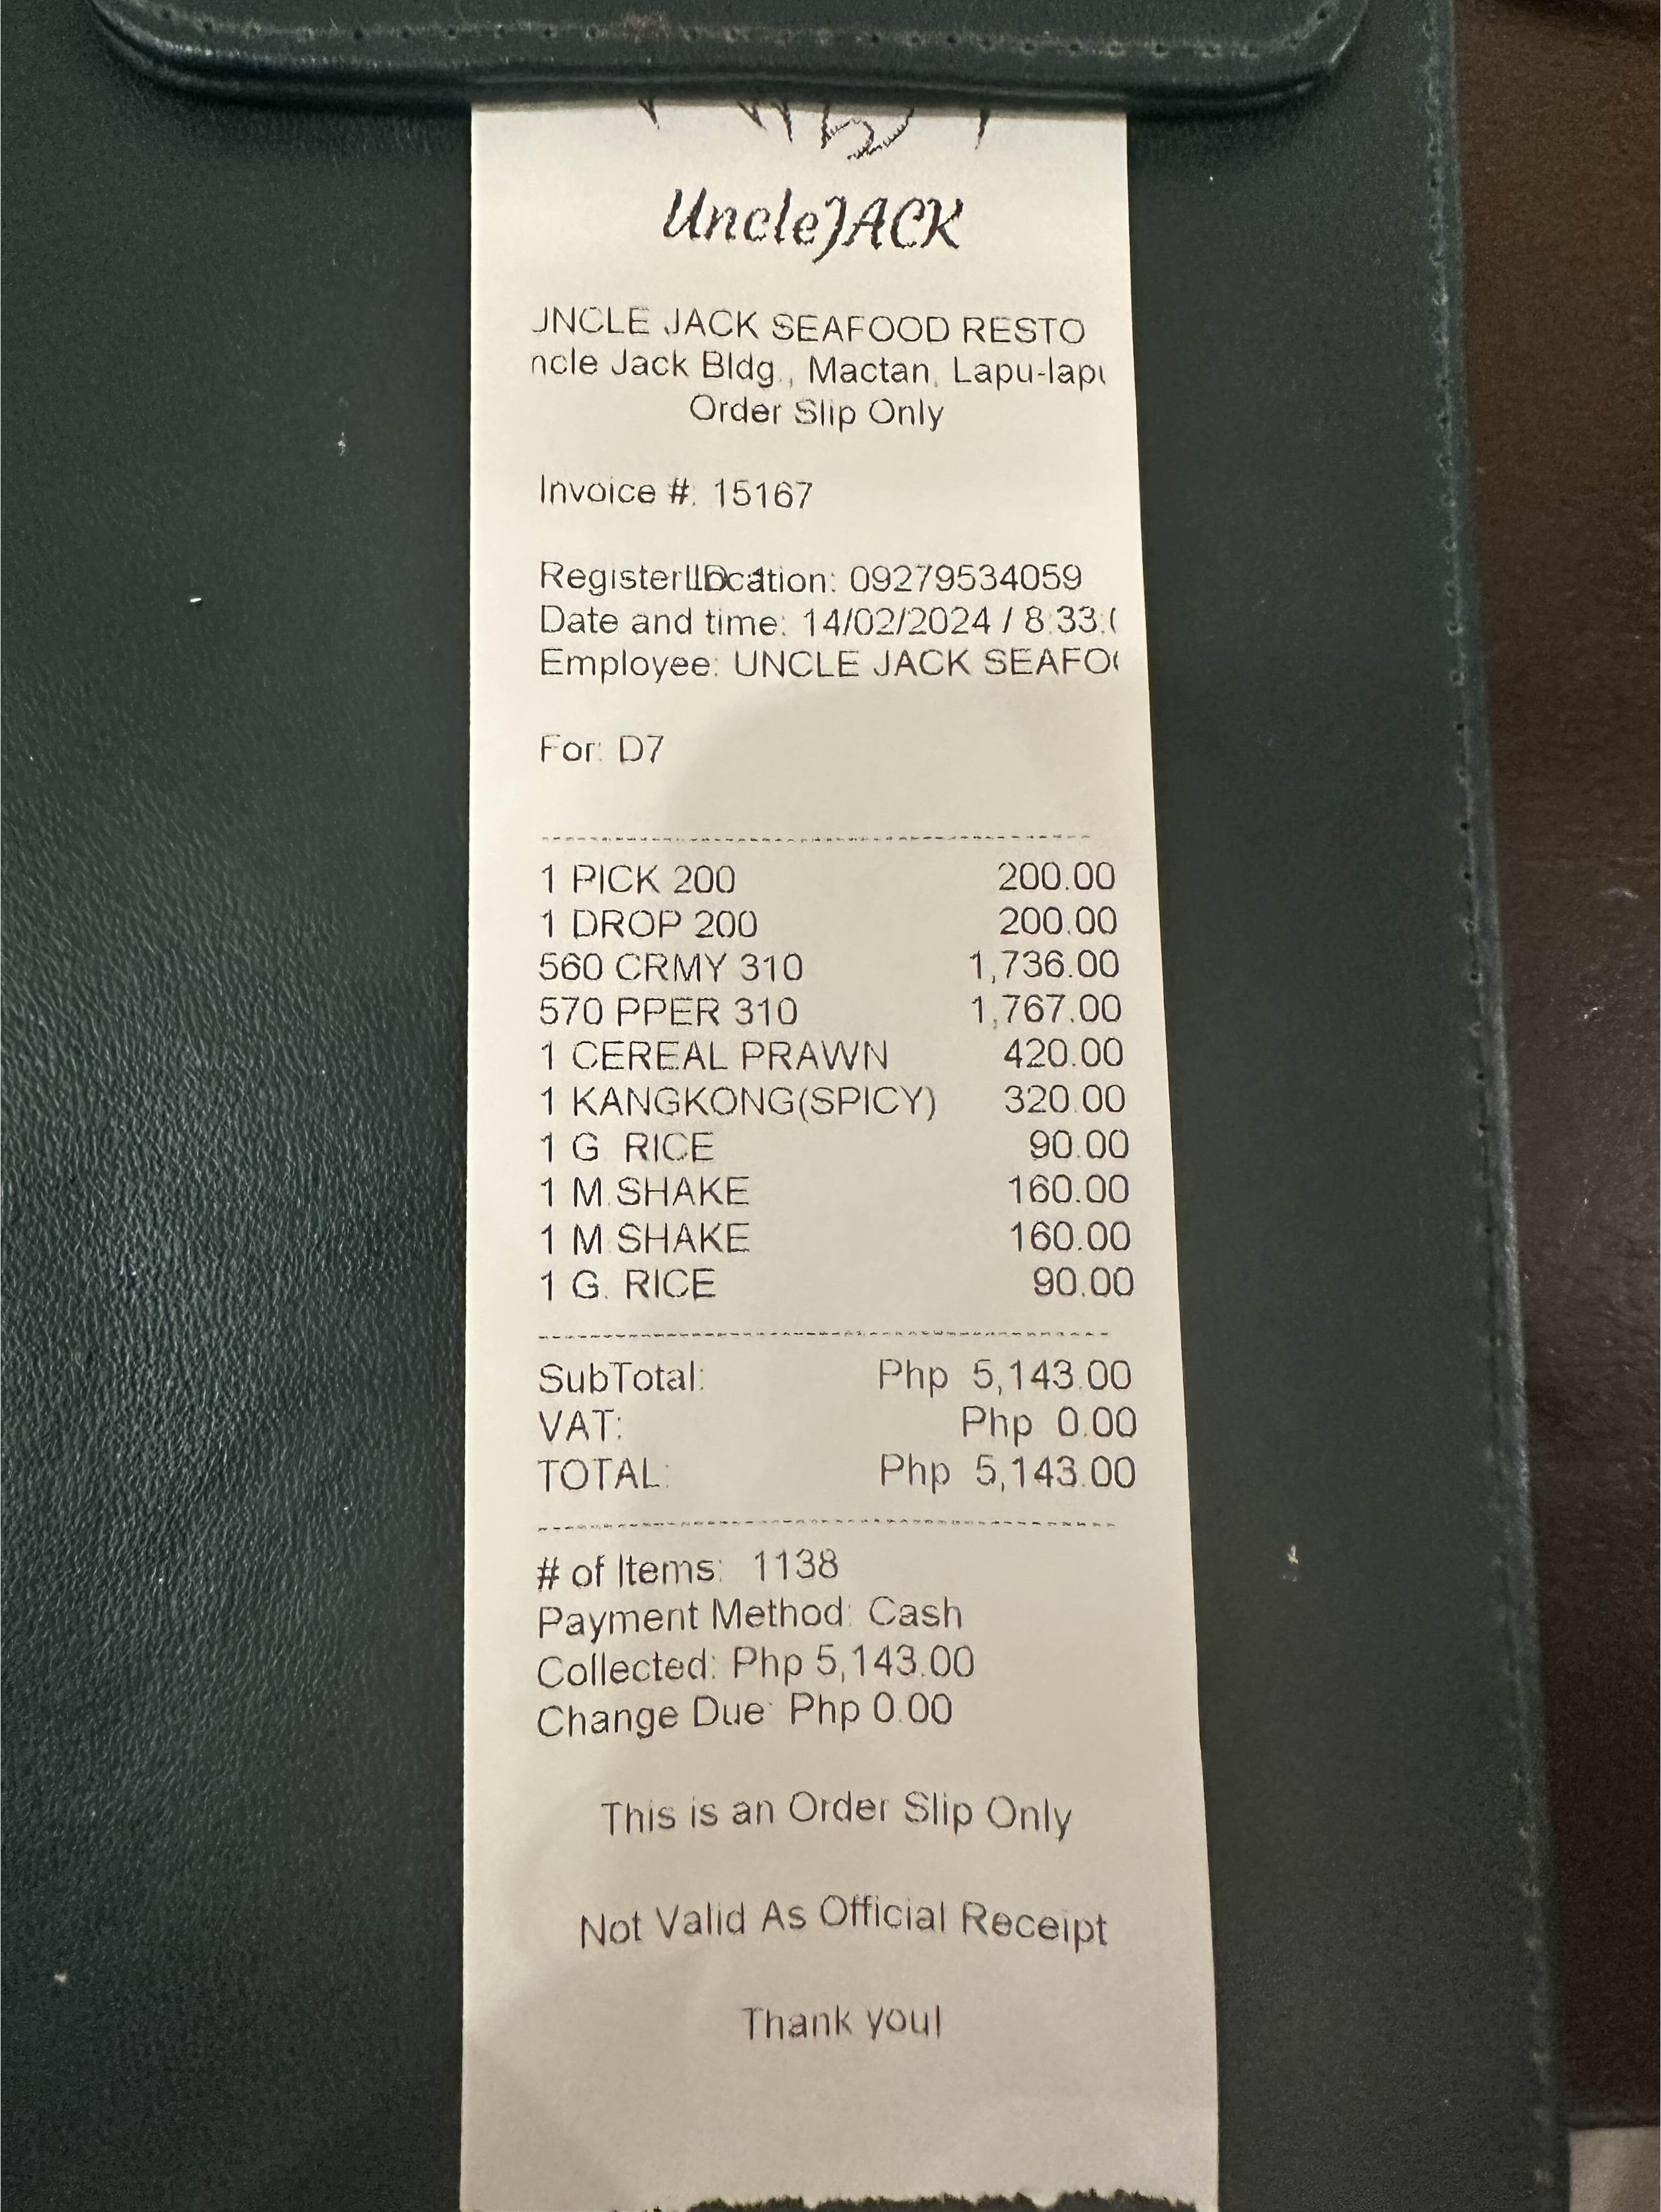 UncleJACK
UNCLE JACK SEAFOOD RESTO
ncle Jack Bldg., Mactan, Lapu-lapu
Order Slip Only
Invoice #: 15167
Location: 09279534059
Date and time: 14/02/2024 / 8:33:
Employee: UNCLE JACK SEAFO
For: D7
1 PICK 200 200.00
1 DROP 200 200.00
560 CRMY 310 1,736.00
570 PPER 310 1,767.00
1 CEREAL PRAWN 420.00
1 KANGKONG(SPICY) 320.00
1 G. RICE 90.00
1 M.SHAKE 160.00
1 M.SHAKE 160.00
1 G. RICE 90.00
SubTotal: Php 5,143.00
VAT: Php 0.00
TOTAL: Php 5,143.00
# of Items: 1138
Payment Method: Cash
Collected: Php 5,143.00
Change Due: Php 0.00
This is an Order Slip Only
Not Valid As Official Receipt
Thank you!